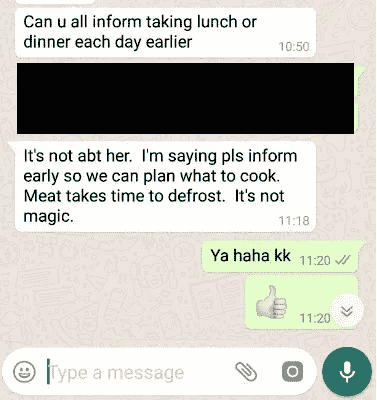 Can u all inform taking lunch or
dinner each day earlier
10:50
It's not abt her.  I'm saying pls inform
early so we can plan what to cook.
Meat takes time to defrost.  It's not
magic.
11:18
Ya haha kk 11:20
11:20
Type a message